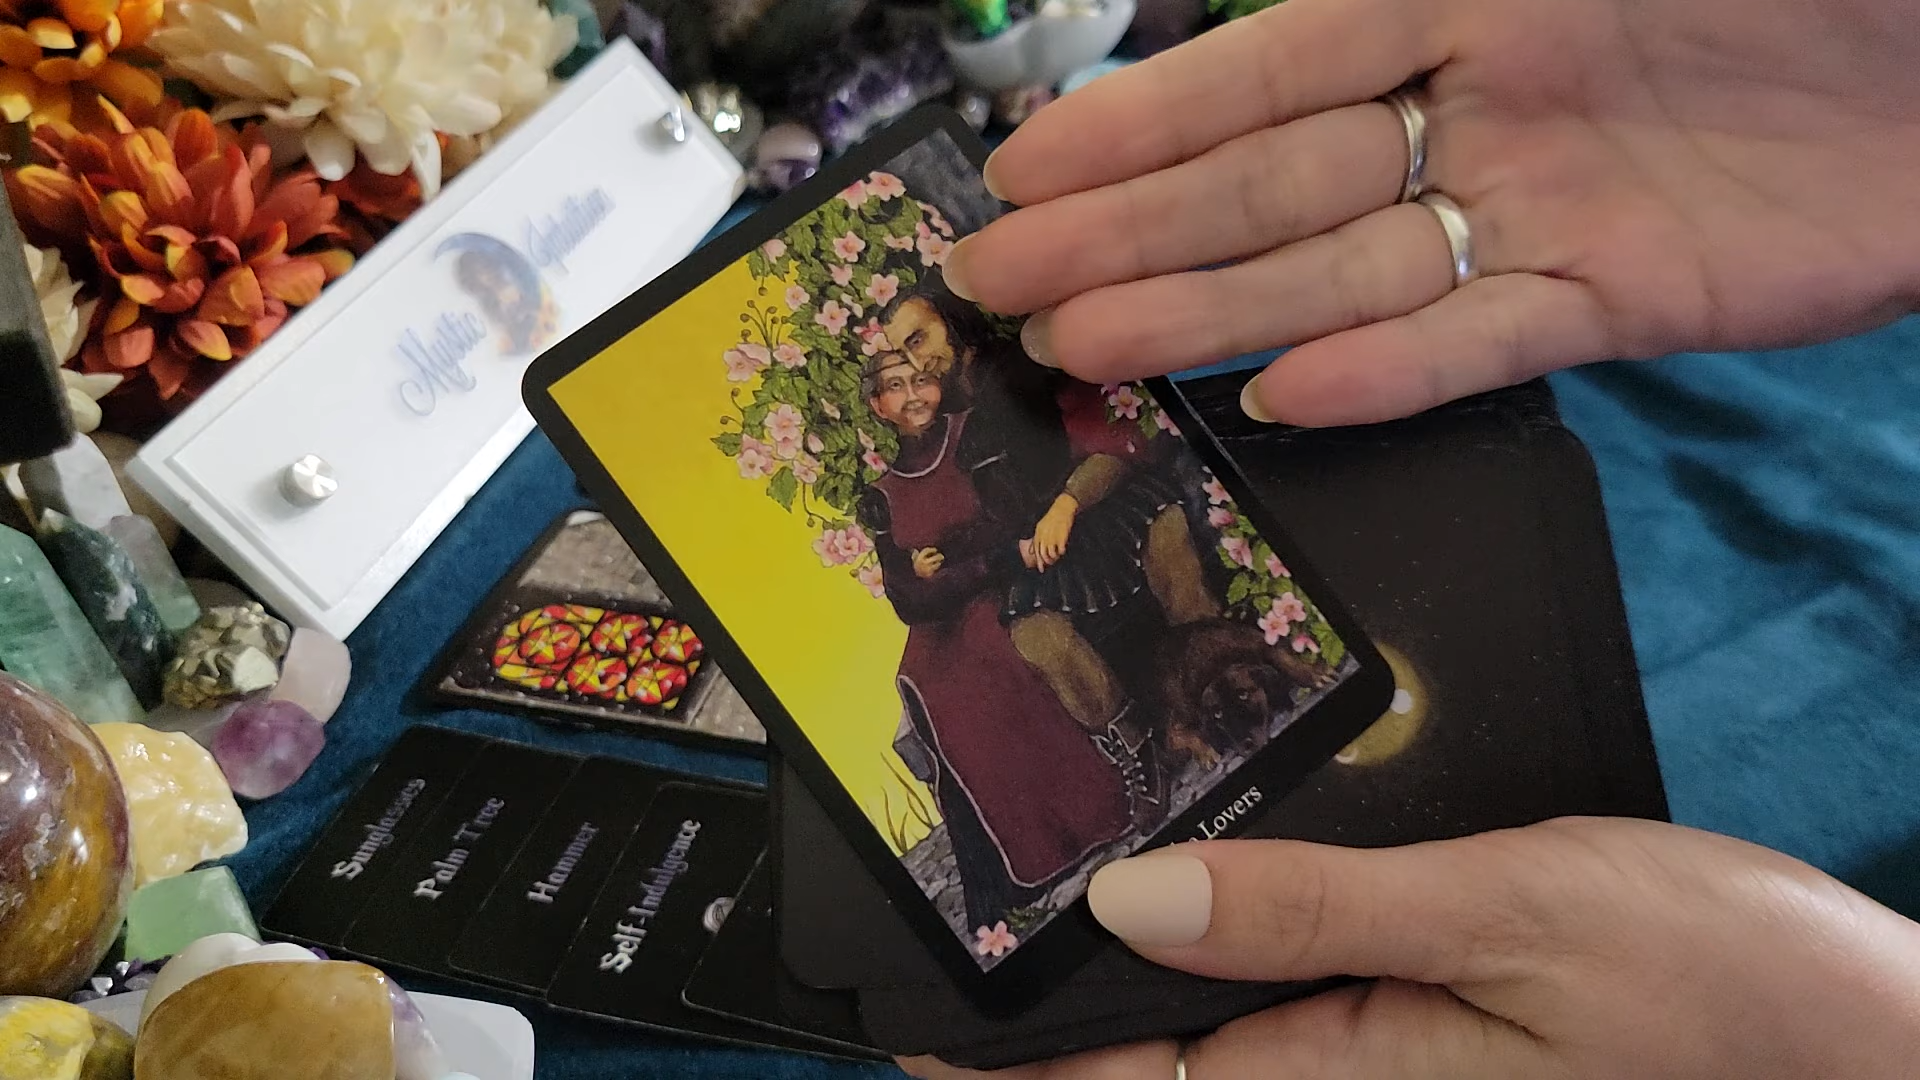 Mystic
Sunglasses
Palm Tree
Hammer
Self-Indulgence
Lovers